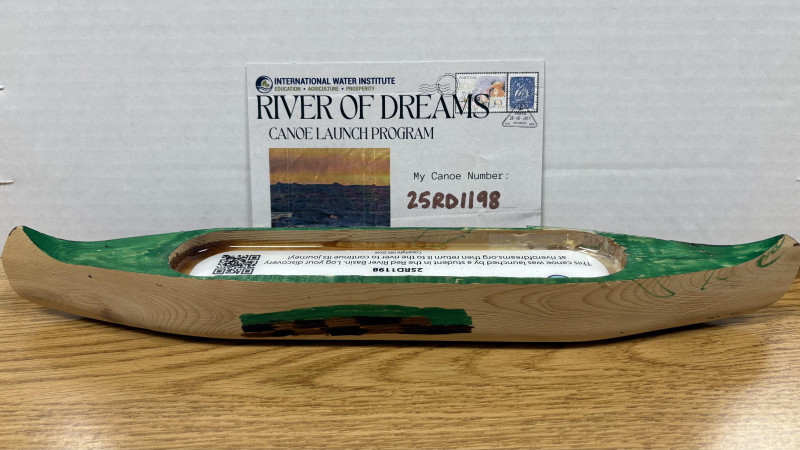 INTERNATIONAL WATER INSTITUTE
EDUCATION • AGRICULTURE • PROSPERITY
RIVER OF DREAMS
CANOE LAUNCH PROGRAM
My Canoe Number:
25RD1198
25RD1198
This canoe was launched by a student in the Red River Basin. Log your discovery
at riverofdreams.org then return it to the river to continue its journey!